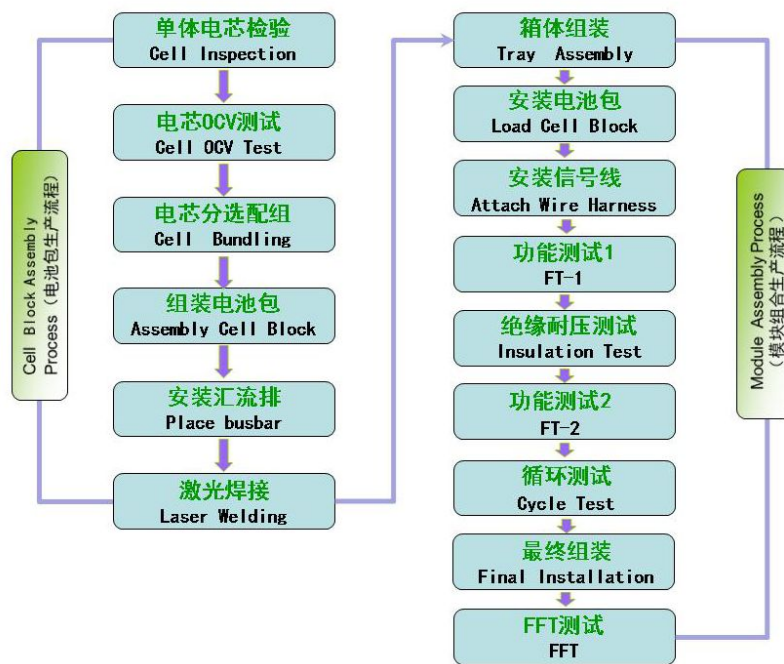 单体电芯检验
Cell Inspection
电芯OCV测试
Cell OCV Test
电芯分选配组
Cell Bundling
组装电池包
Assembly Cell Block
安装汇流排
Place busbar
激光焊接
Laser Welding
Cell Block Assembly
Process（电池包生产流程）
箱体组装
Tray Assembly
安装电池包
Load Cell Block
安装信号线
Attach Wire Harness
功能测试1
FT-1
绝缘耐压测试
Insulation Test
功能测试2
FT-2
循环测试
Cycle Test
最终组装
Final Installation
FFT测试
FFT
Module Assembly Process
（模块组合生产流程）